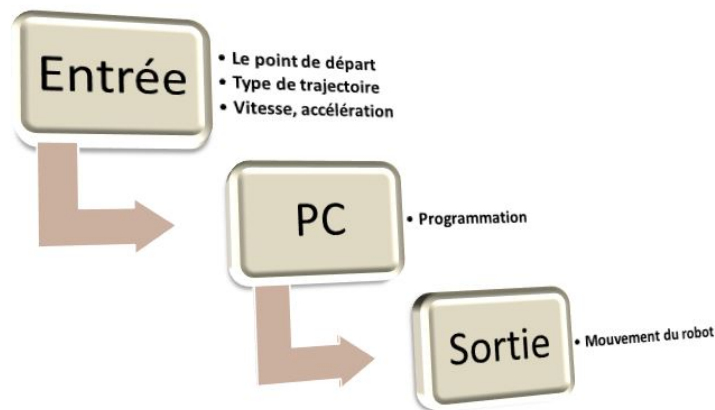 Entrée
• Le point de départ
• Type de trajectoire
• Vitesse, accélération
PC
• Programmation
Sortie
• Mouvement du robot